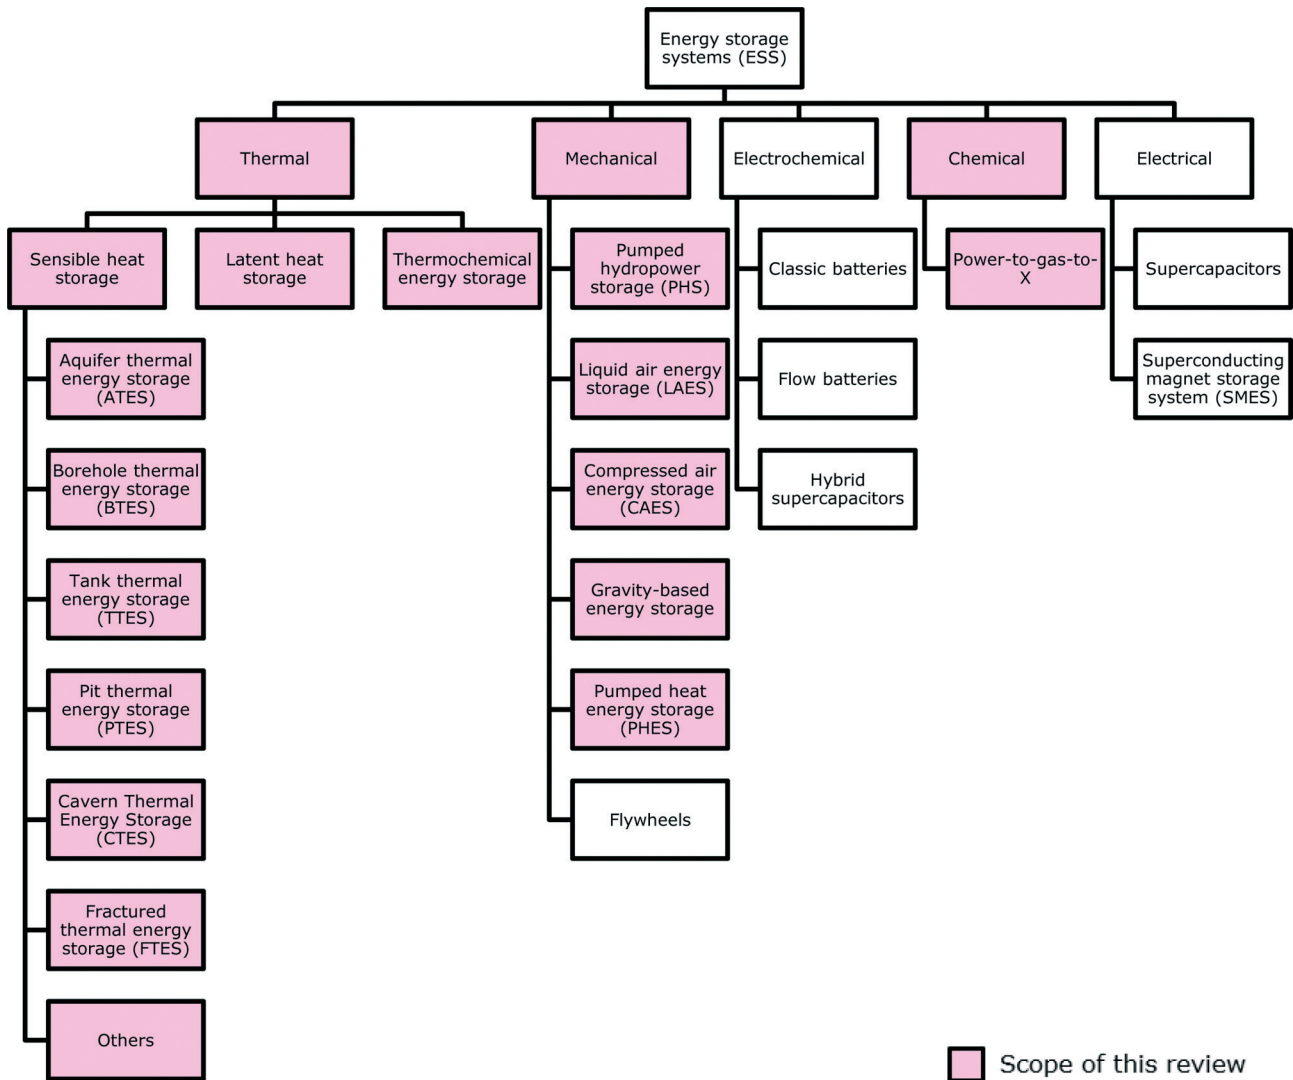 Energy storage
systems (ESS)
Thermal
Mechanical
Electrochemical
Chemical
Electrical
Sensible heat
storage
Latent heat
storage
Thermochemical
energy storage
Pumped
hydropower
storage (PHS)
Classic batteries
Power-to-gas-to-
X
Supercapacitors
Aquifer thermal
energy storage
(ATES)
Liquid air energy
storage (LAES)
Flow batteries
Superconducting
magnet storage
system (SMES)
Borehole thermal
energy storage
(BTES)
Compressed air
energy storage
(CAES)
Hybrid
supercapacitors
Tank thermal
energy storage
(TTES)
Gravity-based
energy storage
Pit thermal
energy storage
(PTES)
Pumped heat
energy storage
(PHES)
Cavern Thermal
Energy Storage
(CTES)
Flywheels
Fractured
thermal energy
storage (FTES)
Others
Scope of this review